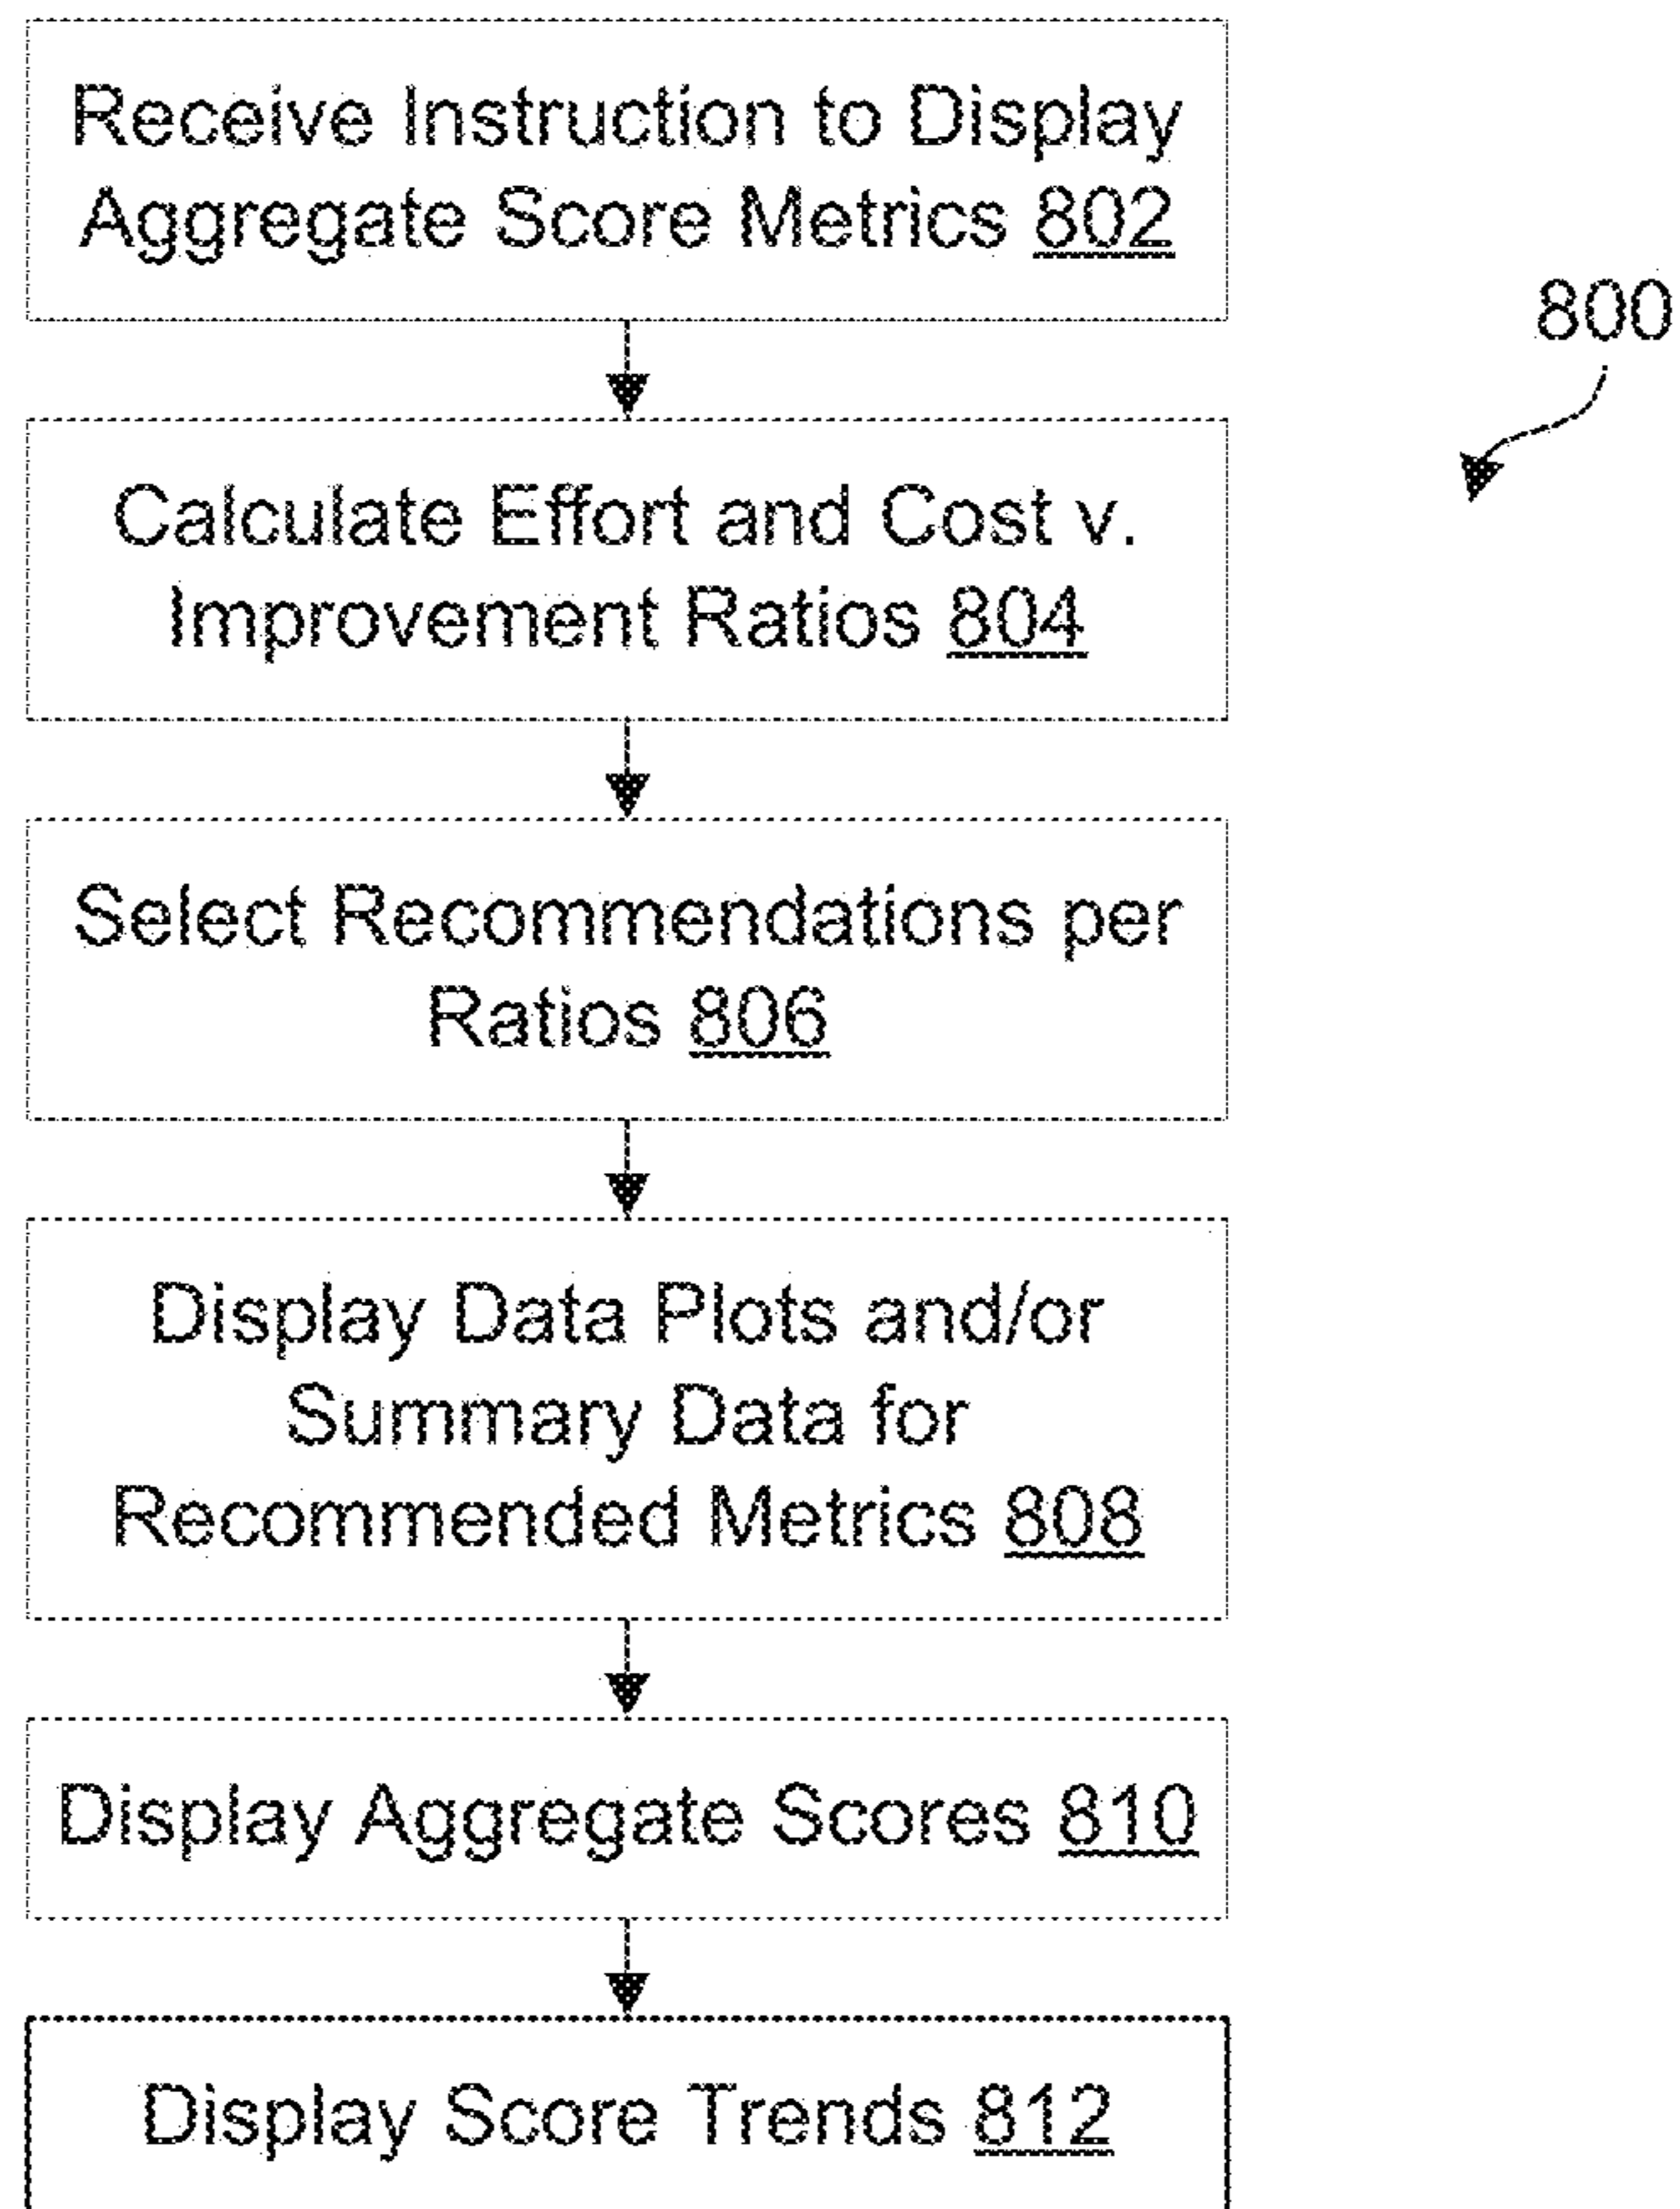 Receive Instruction to Display
Aggregate Score Metrics 802
800
Calculate Effort and Cost v.
Improvement Ratios 804
Select Recommendations per
Ratios 806
Display Data Plots and/or
Summary Data for
Recommended Metrics 808
Display Aggregate Scores 810
Display Score Trends 812